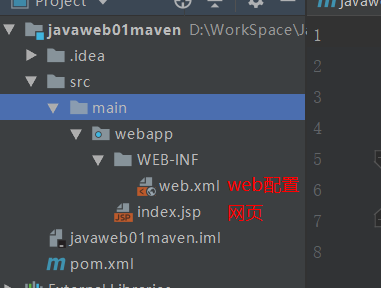 Project
javaweb01maven D:\WorkSpace\Ja
1
.idea
2
src
3
main
4
webapp
5
WEB-INF
6
web.xml web配置
7
index.jsp 网页
8
javaweb01maven.iml
pom.xml
External Libraries